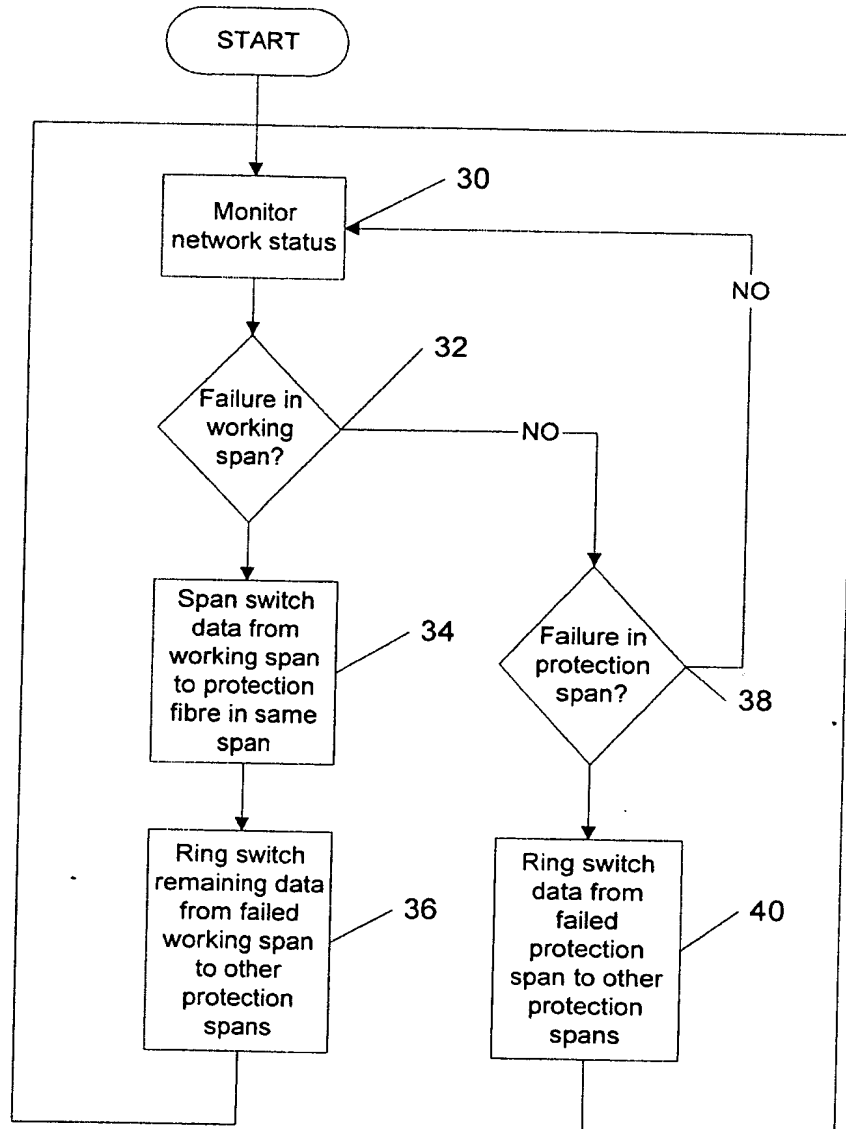 START
30
Monitor
network status
NO
32
Failure in
working
span?
NO
Span switch
data from
working span
to protection
fibre in same
span
34
Failure in
protection
span?
38
Ring switch
remaining data
from failed
working span
to other
protection
spans
36
Ring switch
data from
failed
protection
span to other
protection
spans
40